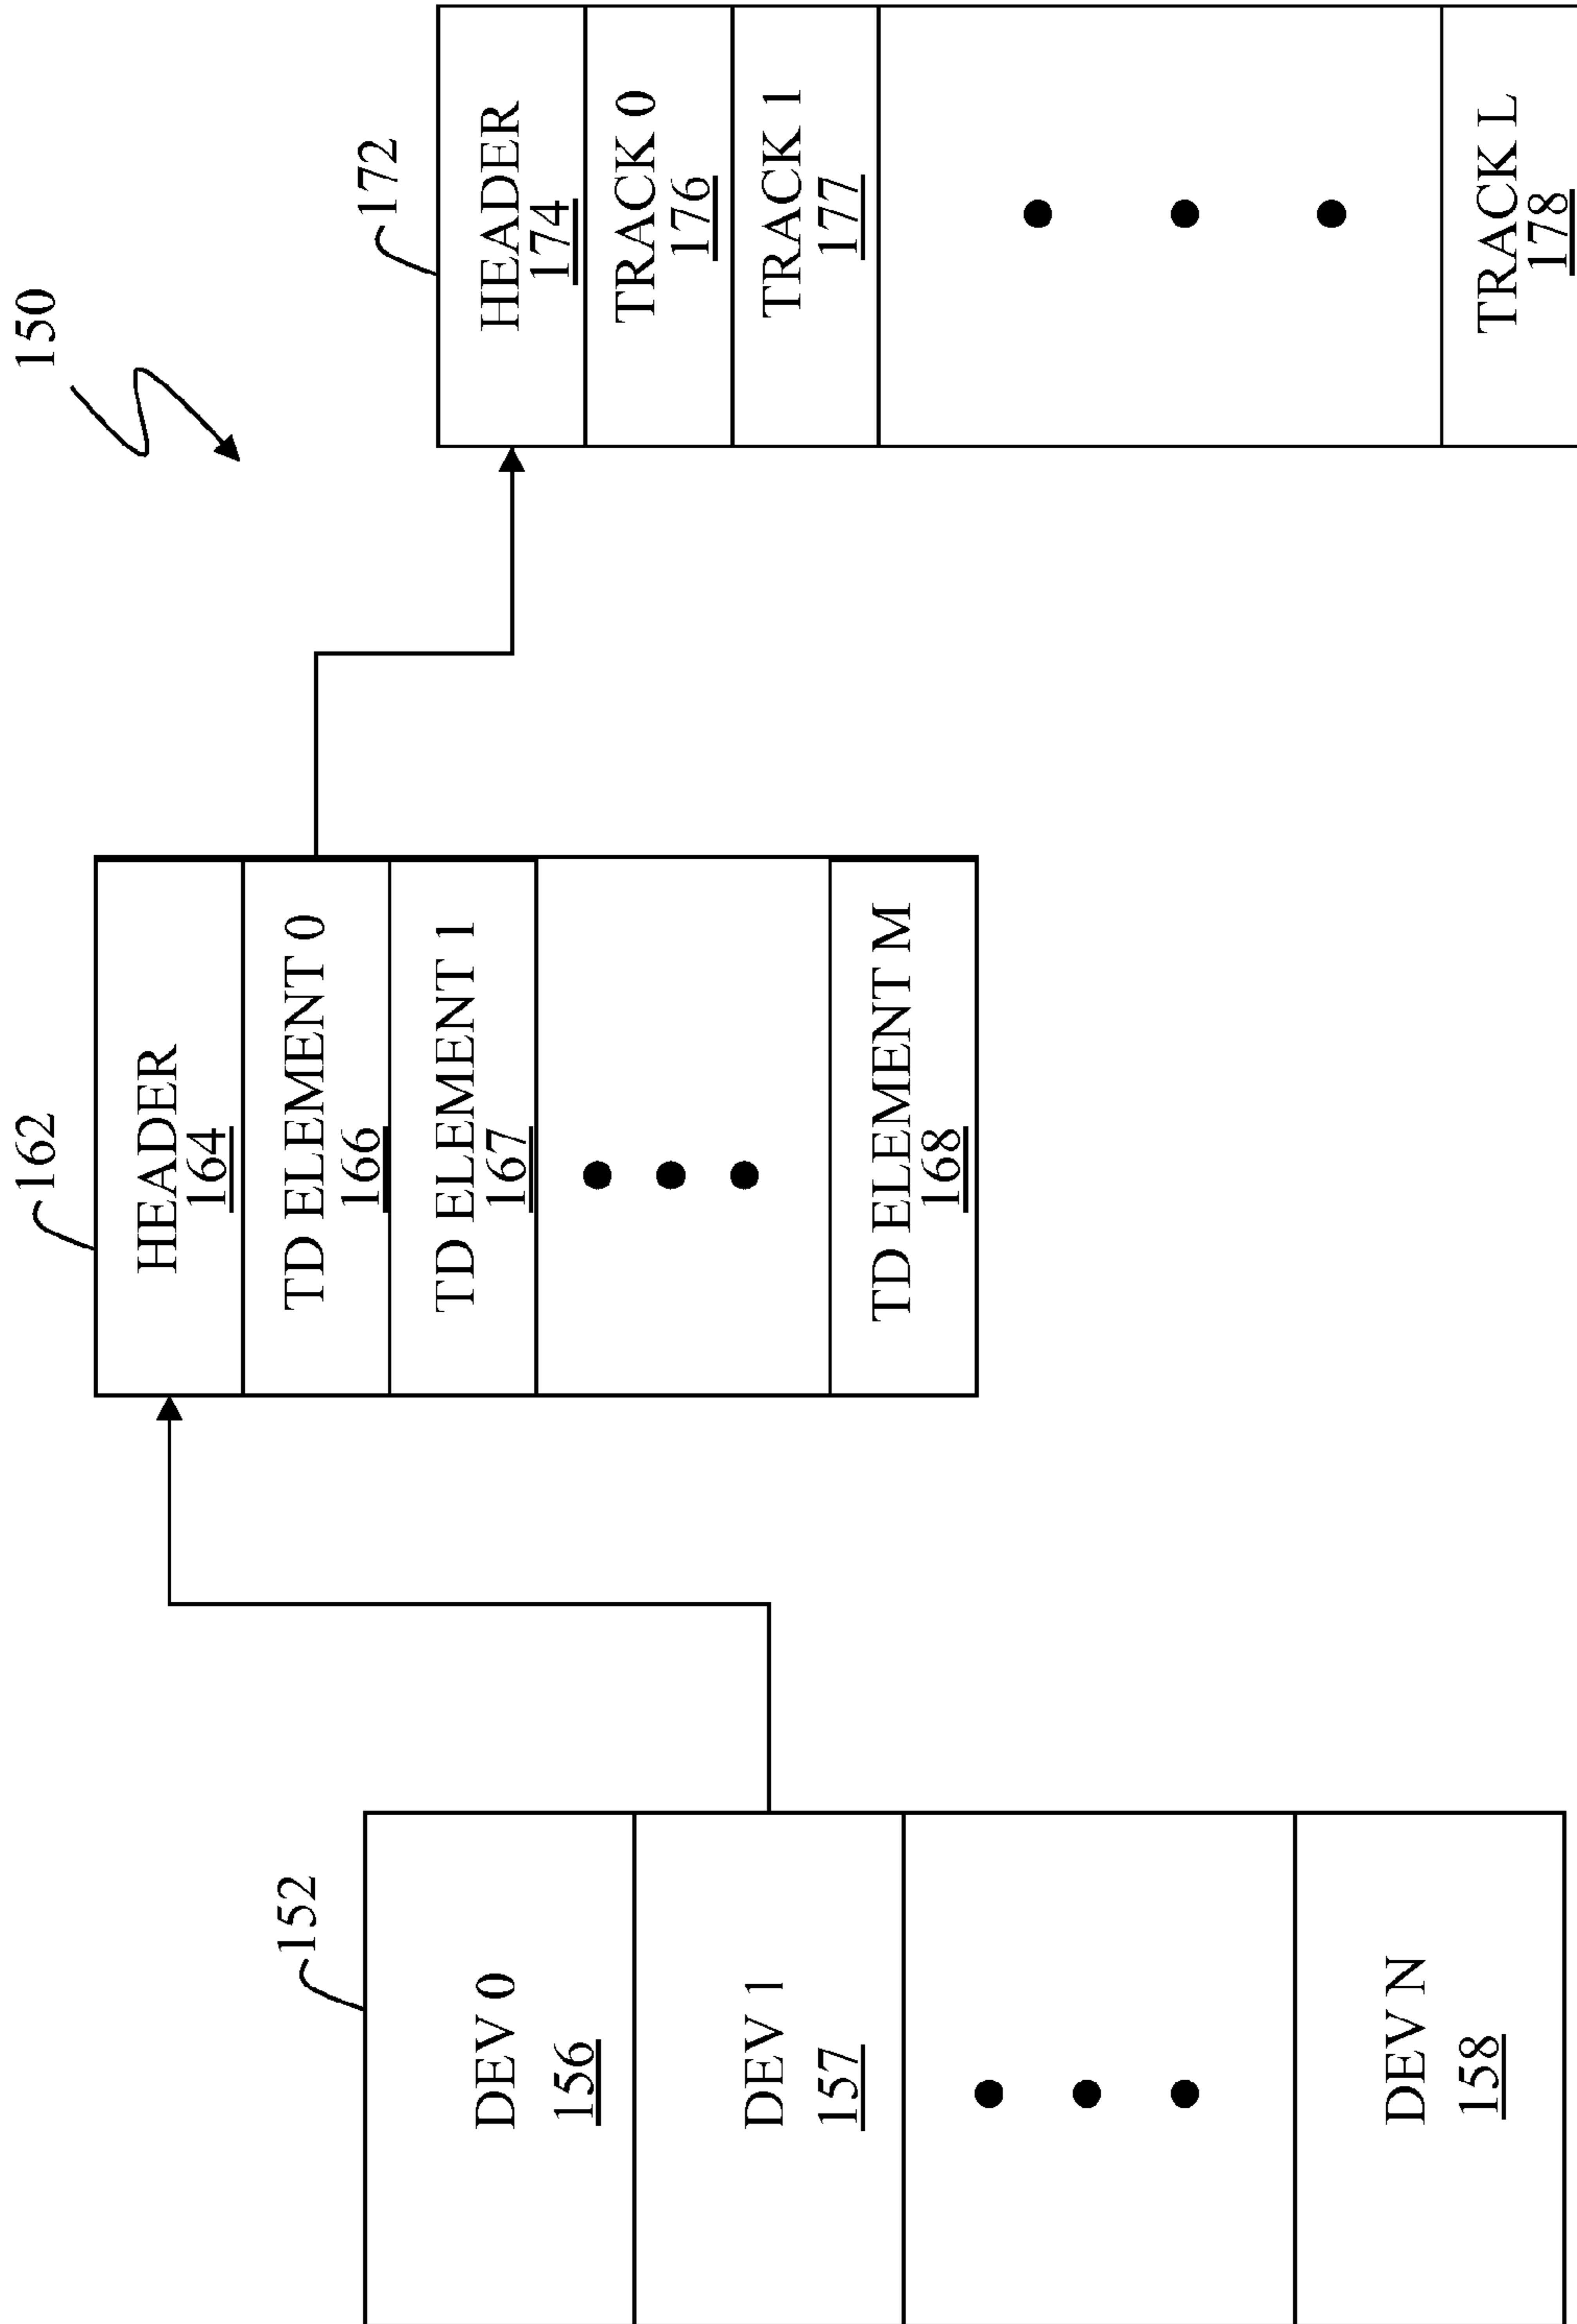 150
152
DEV 0
156
DEV 1
157
DEV N
158
162
HEADER
164
TD ELEMENT 0
166
TD ELEMENT 1
167
TD ELEMENT M
168
172
HEADER
174
TRACK 0
176
TRACK 1
177
TRACK L
178